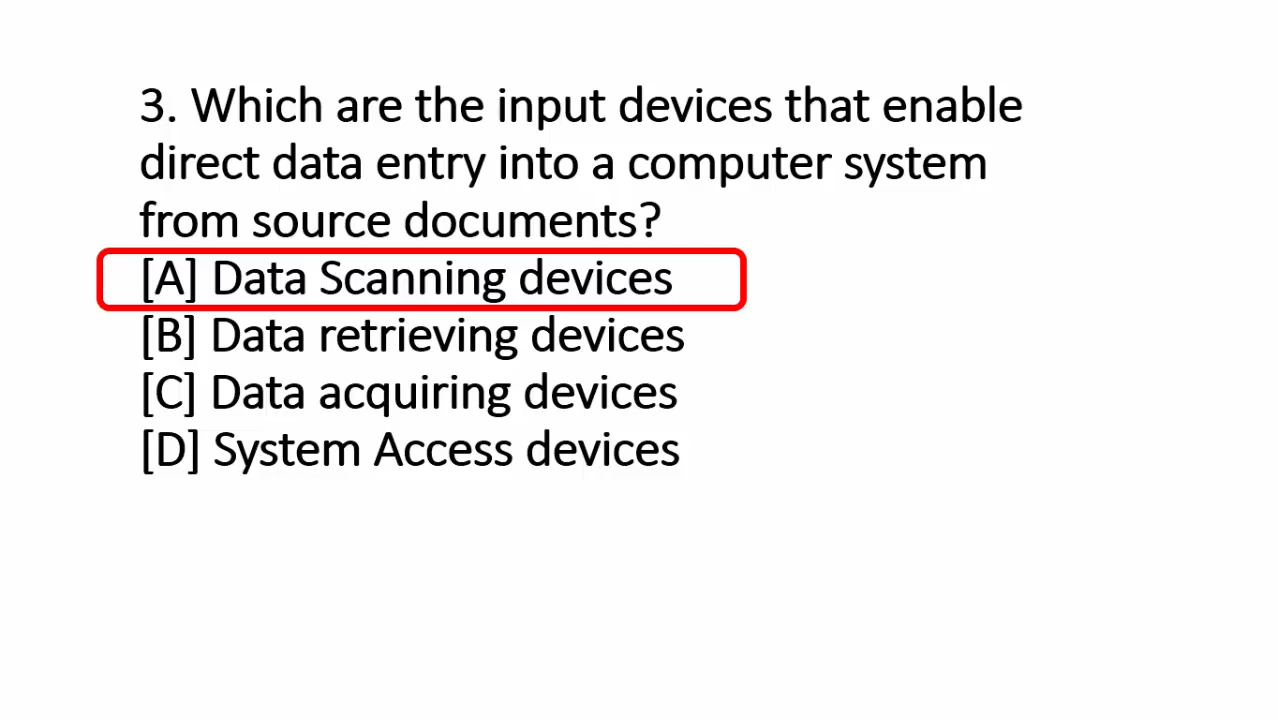 3. Which are the input devices that enable
direct data entry into a computer system
from source documents?
[A] Data Scanning devices
[B] Data retrieving devices
[C] Data acquiring devices
[D] System Access devices